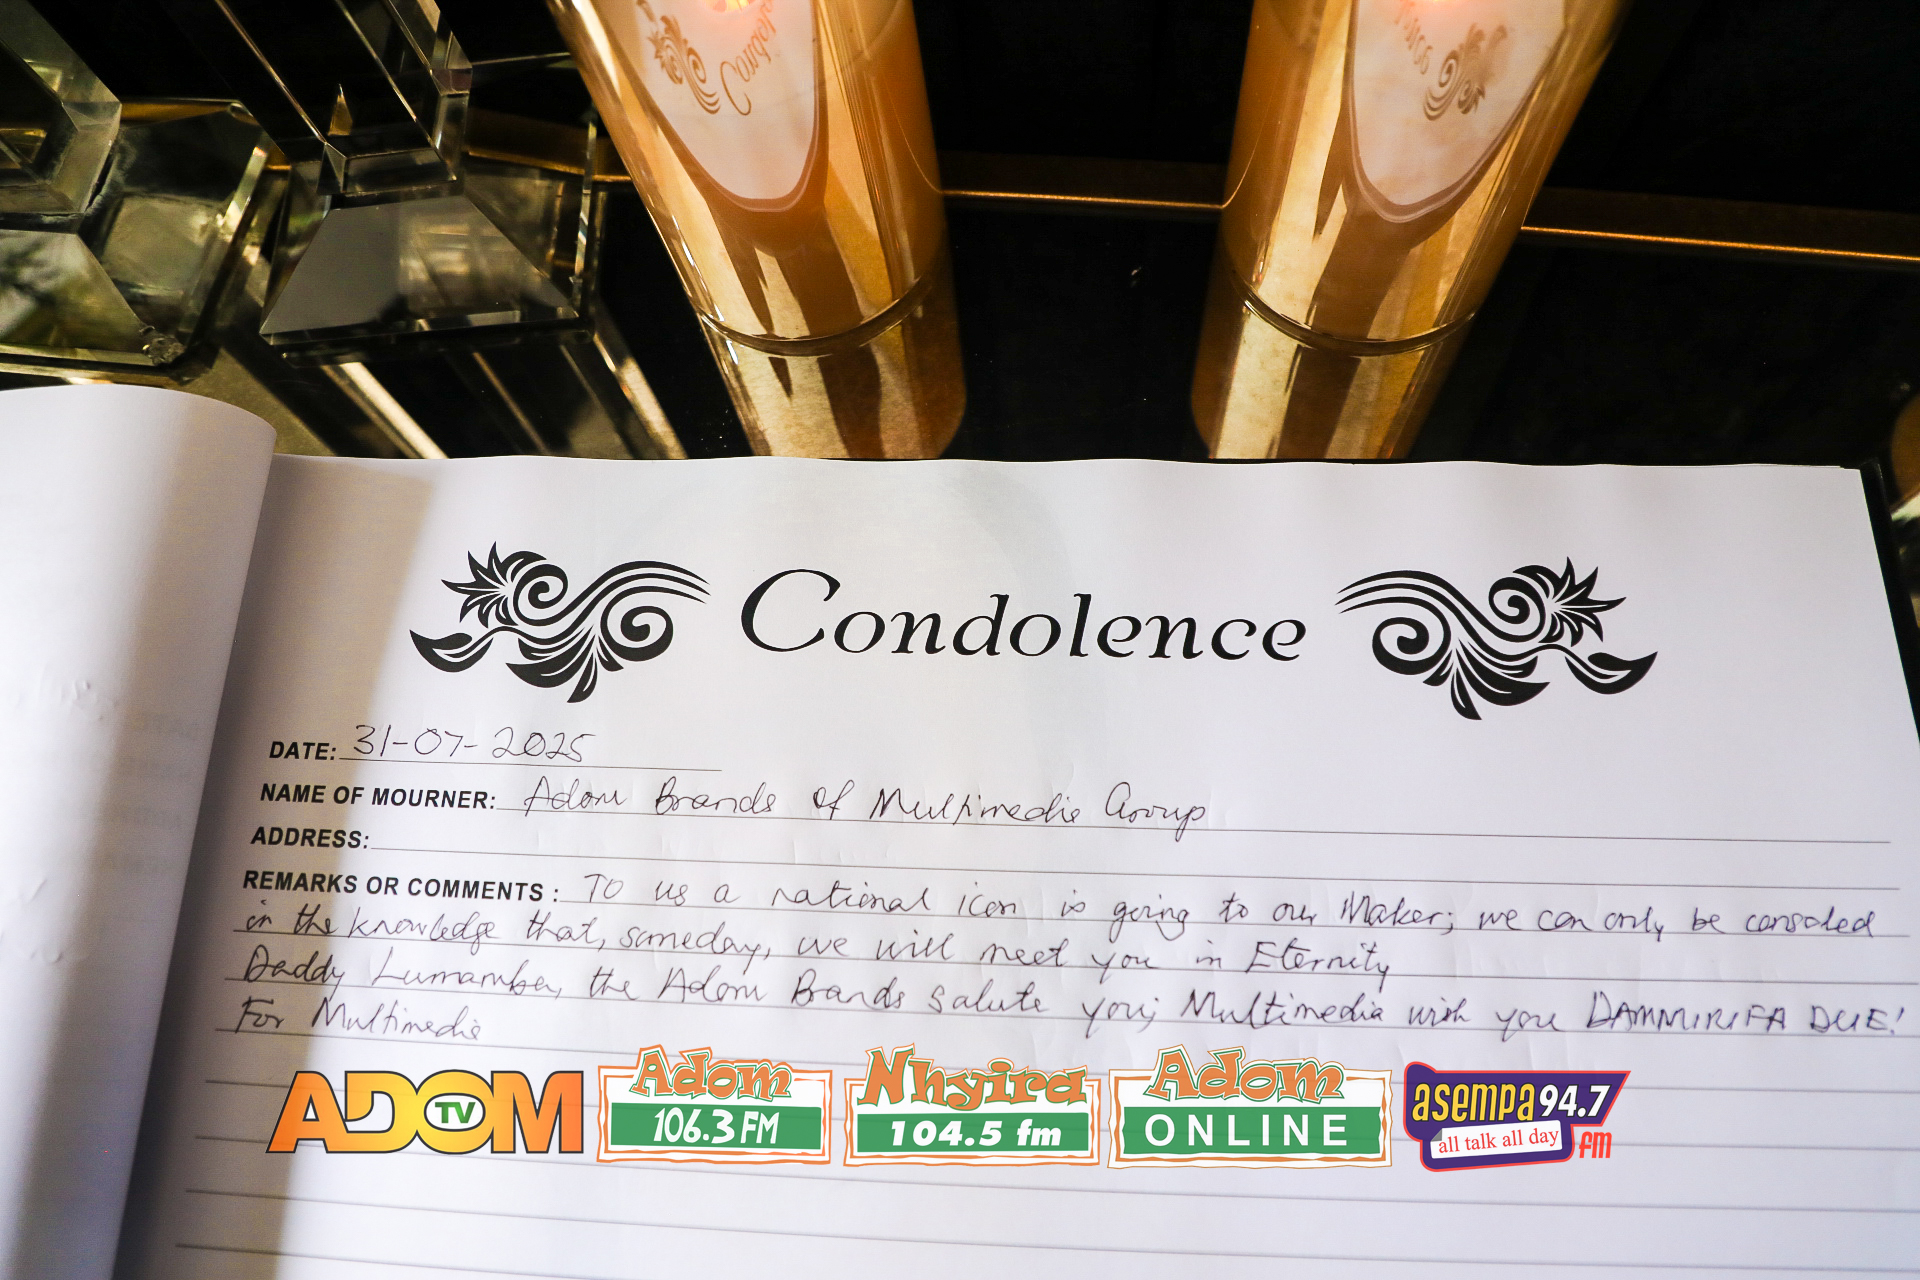 Condolence
Condolence
DATE: 31-07-2025
NAME OF MOURNER: Adom Brands of Multimedia Group
ADDRESS:
REMARKS OR COMMENTS : To us a national icon is going to our Maker; we can only be consoled
in the knowledge that, someday, we will meet you in Eternity
Daddy Lumamba, the Adom Brands salute you; Multimedia wish you DAMMIRIFA DUE!
For Multimedia
ADOM TV
Adom 106.3 FM
Nhyira 104.5 fm
Adom ONLINE
asempa 94.7 fm
all talk all day